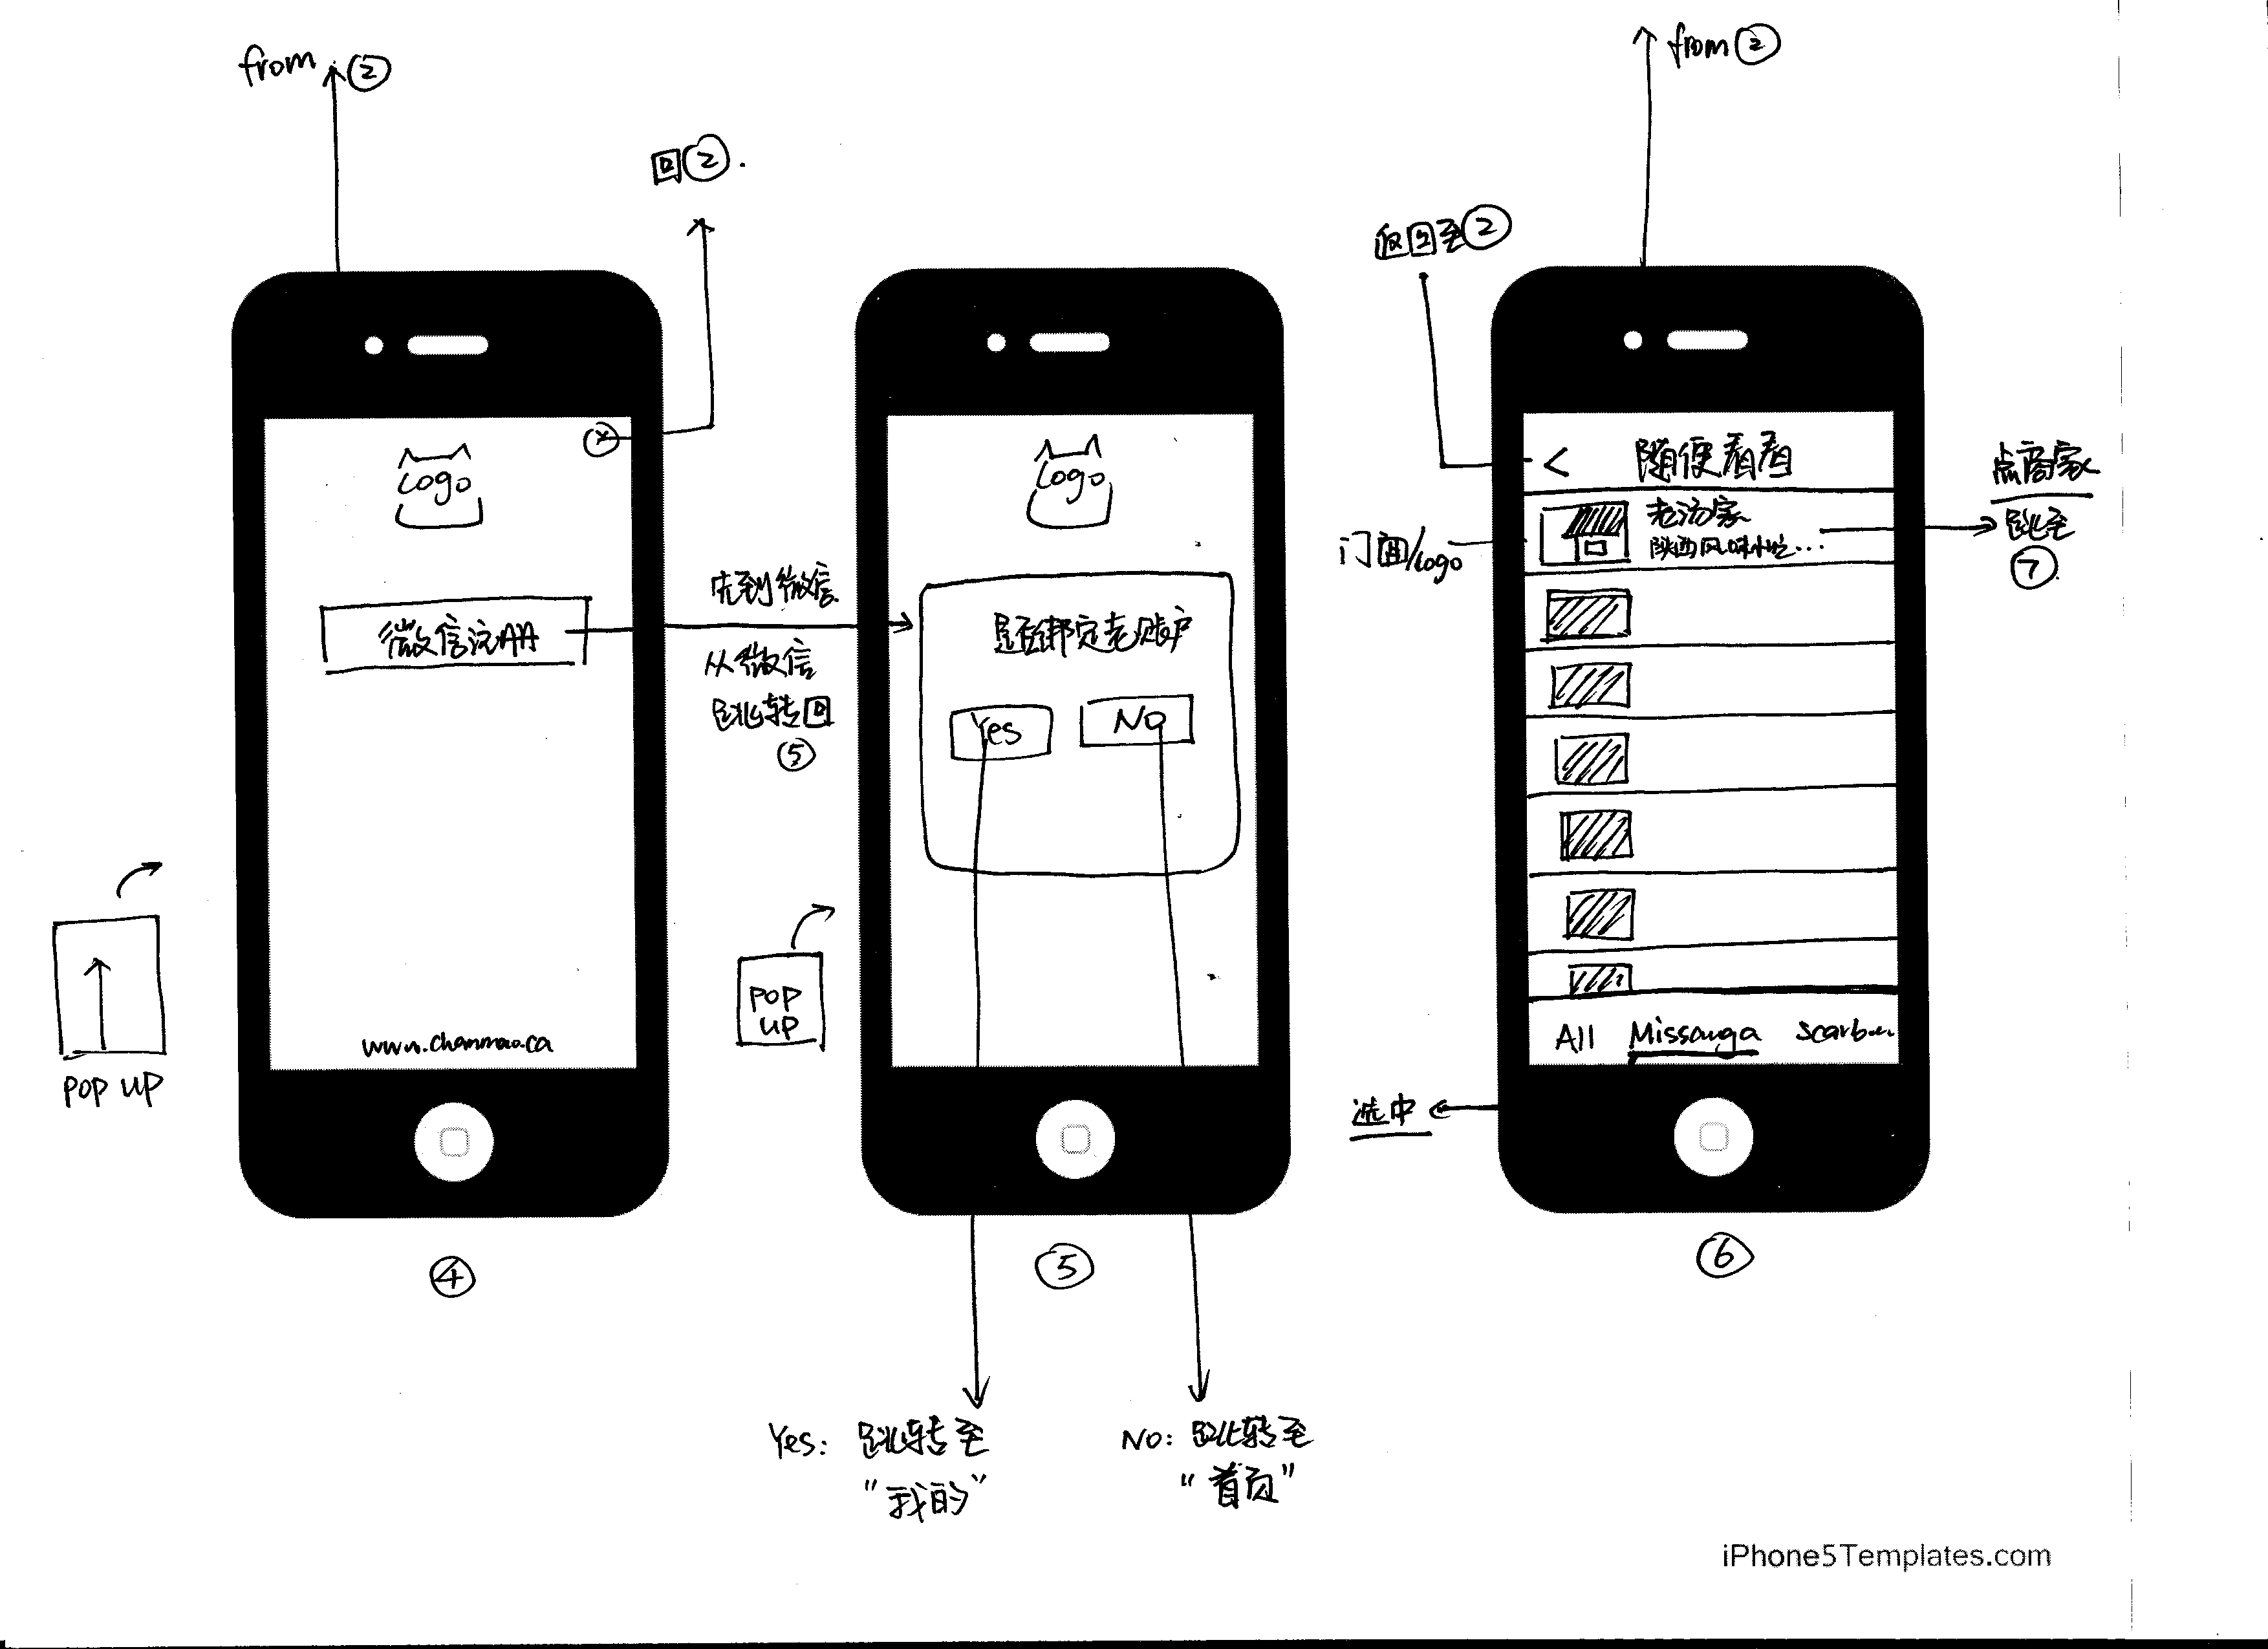 from ②
回②.
Logo
微信注册
www.chanmao.ca
POP UP
④
先到微信
从微信
跳转回
⑤
Logo
是否绑定老账户
Yes
No
POP
UP
⑤
Yes: 跳转至
"我的"
No: 跳转至
"首页"
from ②
返回至②
< 随便看看
老汤家
陕西风味小吃...
门面/Logo
点商家
跳至
⑦
All Missauga Scarb
选中
⑥
iPhone5Templates.com